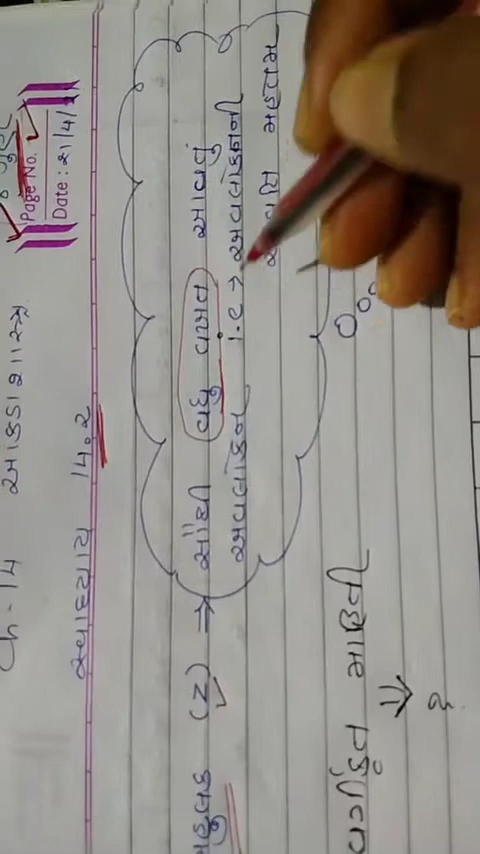 Page No.
Date: 21/4/21
Ch - 14 આંકડાશાસ્ત્ર
સ્વાધ્યાય 14.2
બહુલક (Z) ⇒ સૌથી વધુ વખત આવતું
અવલોકન i.e → અવલોકનની
મહત્તમ
વર્ગીકૃત માહિતી
⇓